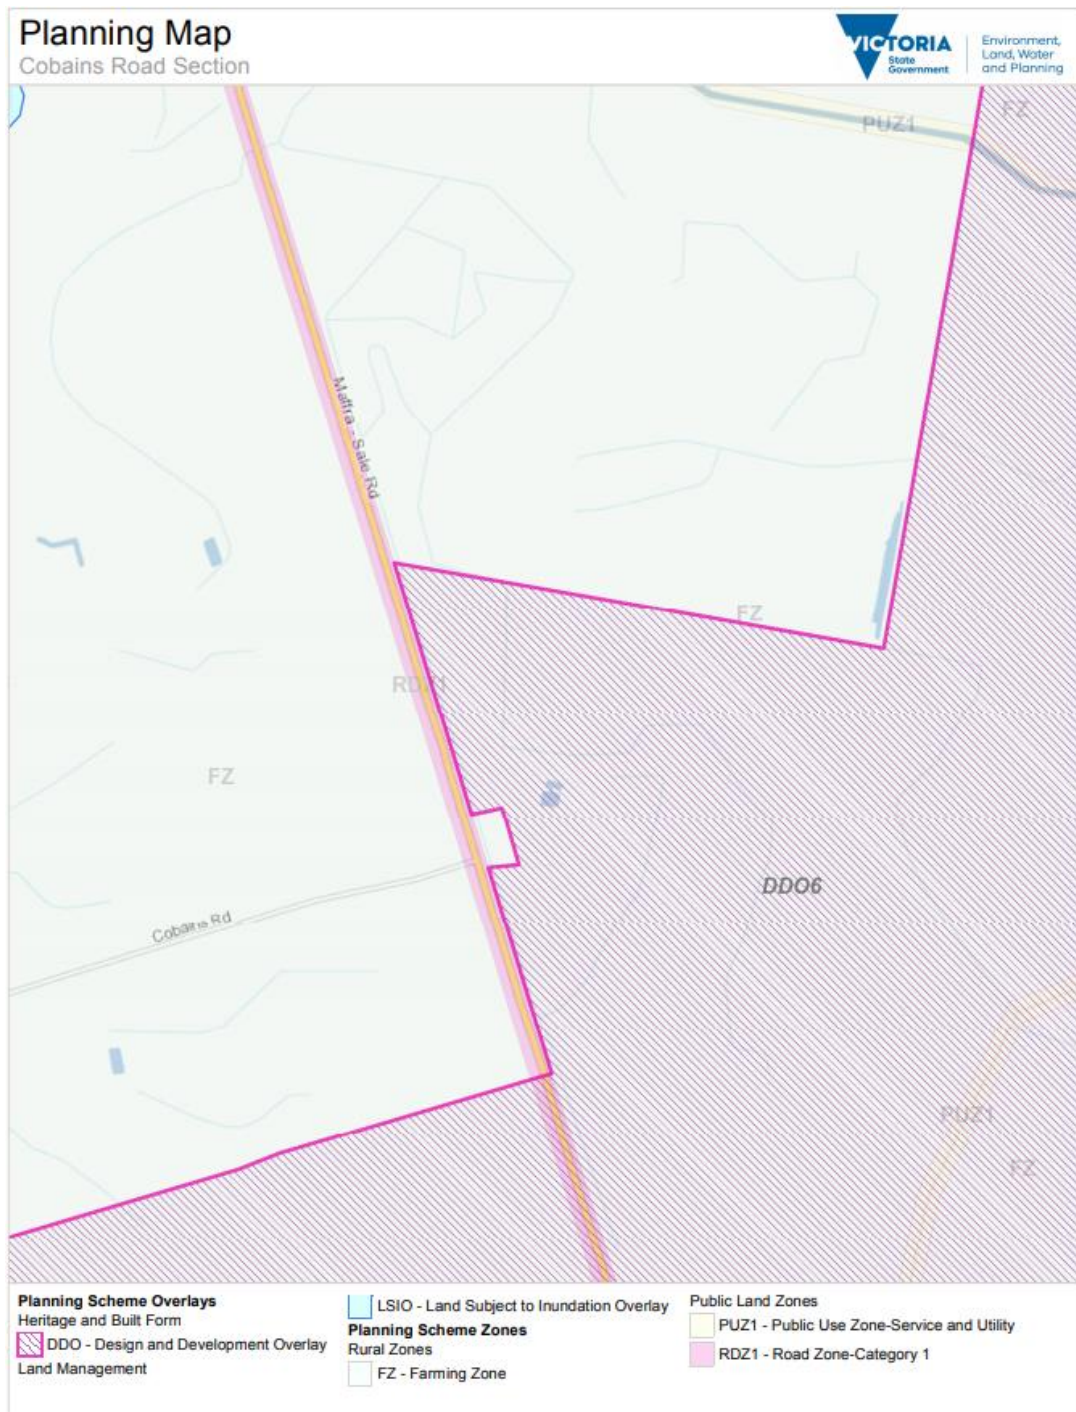 Planning Map
Cobains Road Section
VICTORIA
State
Government
Environment,
Land, Water
and Planning
FZ
PUZ1
Maffra - Sale Rd
FZ
RDZ1
FZ
DDO6
Cobains Rd
PUZ1
FZ
Planning Scheme Overlays
Heritage and Built Form
DDO - Design and Development Overlay
Land Management
LSIO - Land Subject to Inundation Overlay
Planning Scheme Zones
Rural Zones
FZ - Farming Zone
Public Land Zones
PUZ1 - Public Use Zone-Service and Utility
RDZ1 - Road Zone-Category 1